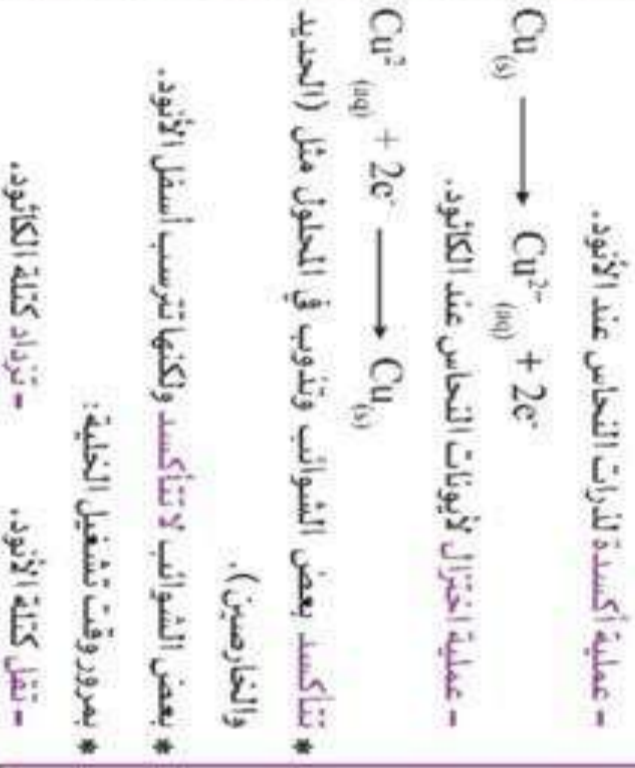 - عملية أكسدة لذرات النحاس عند الأنود.
Cu(s) → Cu²⁻(aq) + 2e⁻
- عملية اختزال لأيونات النحاس عند الكاثود.
Cu²(aq) + 2e⁻ → Cu(s)
* تتأكسد بعض الشوائب وتذوب في المحلول مثل (الحديد
والخارصين).
* بعض الشوائب لا تتأكسد ولكنها تترسب أسفل الأنود.
* بمرور وقت تشغيل الخلية:
- تقل كتلة الأنود. - تزداد كتلة الكاثود.